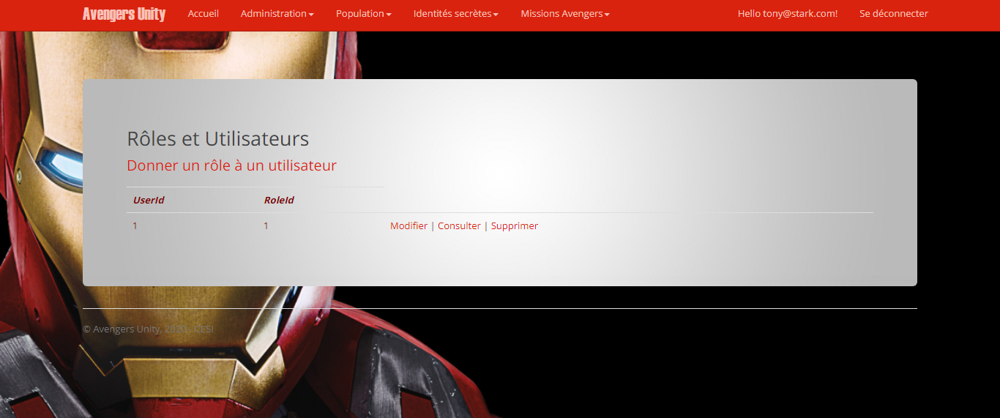 Avengers Unity Accueil Administration Population Identités secrètes Missions Avengers Hello tony@stark.com! Se déconnecter
Rôles et Utilisateurs
Donner un rôle à un utilisateur
UserId RoleId
1 1 Modifier | Consulter | Supprimer
© Avengers Unity, CESI